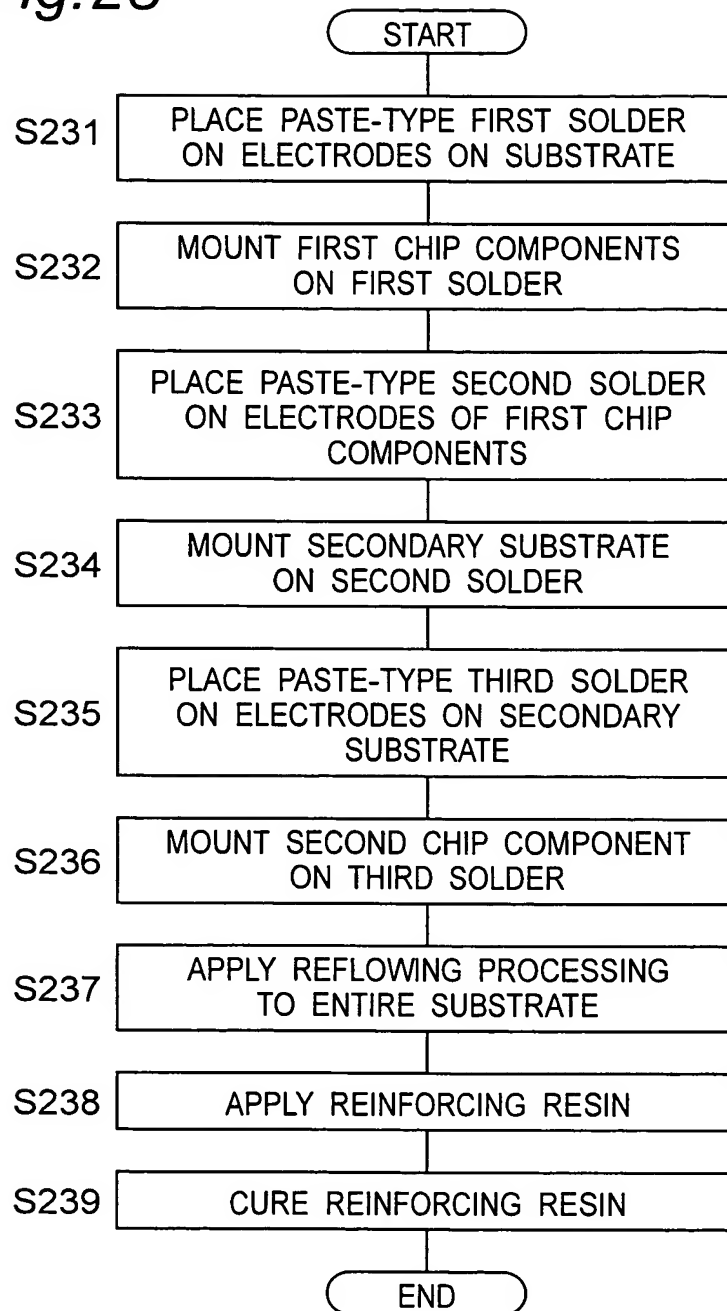 START
S231
PLACE PASTE-TYPE FIRST SOLDER
ON ELECTRODES ON SUBSTRATE
S232
MOUNT FIRST CHIP COMPONENTS
ON FIRST SOLDER
S233
PLACE PASTE-TYPE SECOND SOLDER
ON ELECTRODES OF FIRST CHIP
COMPONENTS
S234
MOUNT SECONDARY SUBSTRATE
ON SECOND SOLDER
S235
PLACE PASTE-TYPE THIRD SOLDER
ON ELECTRODES ON SECONDARY
SUBSTRATE
S236
MOUNT SECOND CHIP COMPONENT
ON THIRD SOLDER
S237
APPLY REFLOWING PROCESSING
TO ENTIRE SUBSTRATE
S238
APPLY REINFORCING RESIN
S239
CURE REINFORCING RESIN
END